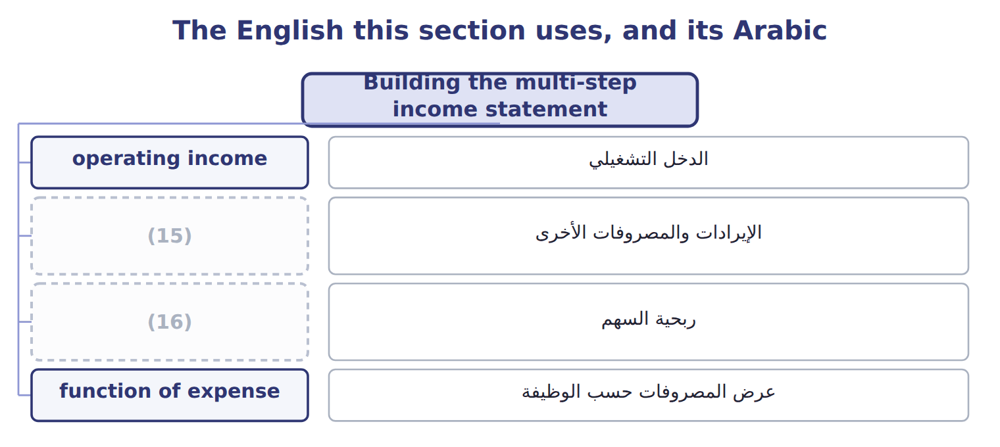 The English this section uses, and its Arabic
Building the multi-step
income statement
operating income
الدخل التشغيلي
(15)
الإيرادات والمصروفات الأخرى
(16)
ربحية السهم
function of expense
عرض المصروفات حسب الوظيفة